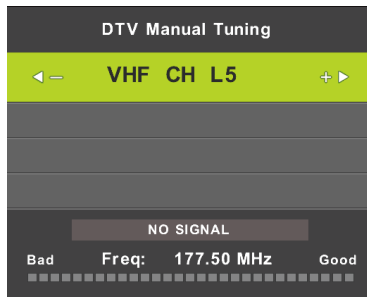 DTV Manual Tuning
− VHF CH L5 +
NO SIGNAL
Bad Freq: 177.50 MHz Good